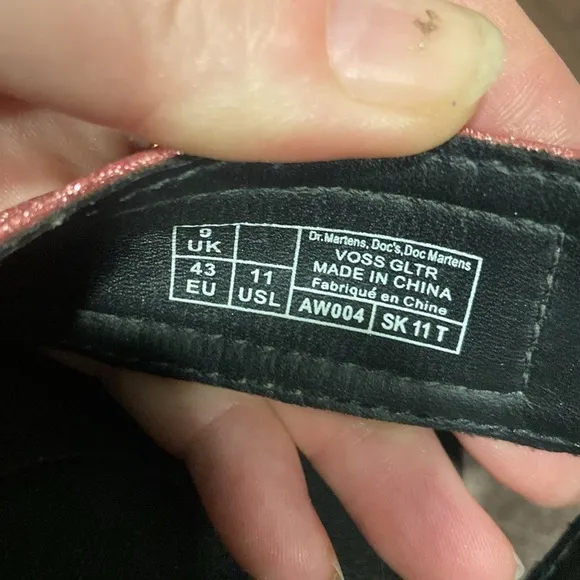 UK
43
EU
11
USL
Dr.Martens, Doc's, Doc Martens
VOSS GLTR
MADE IN CHINA
Fabriqué en Chine
AW004
SK 11 T